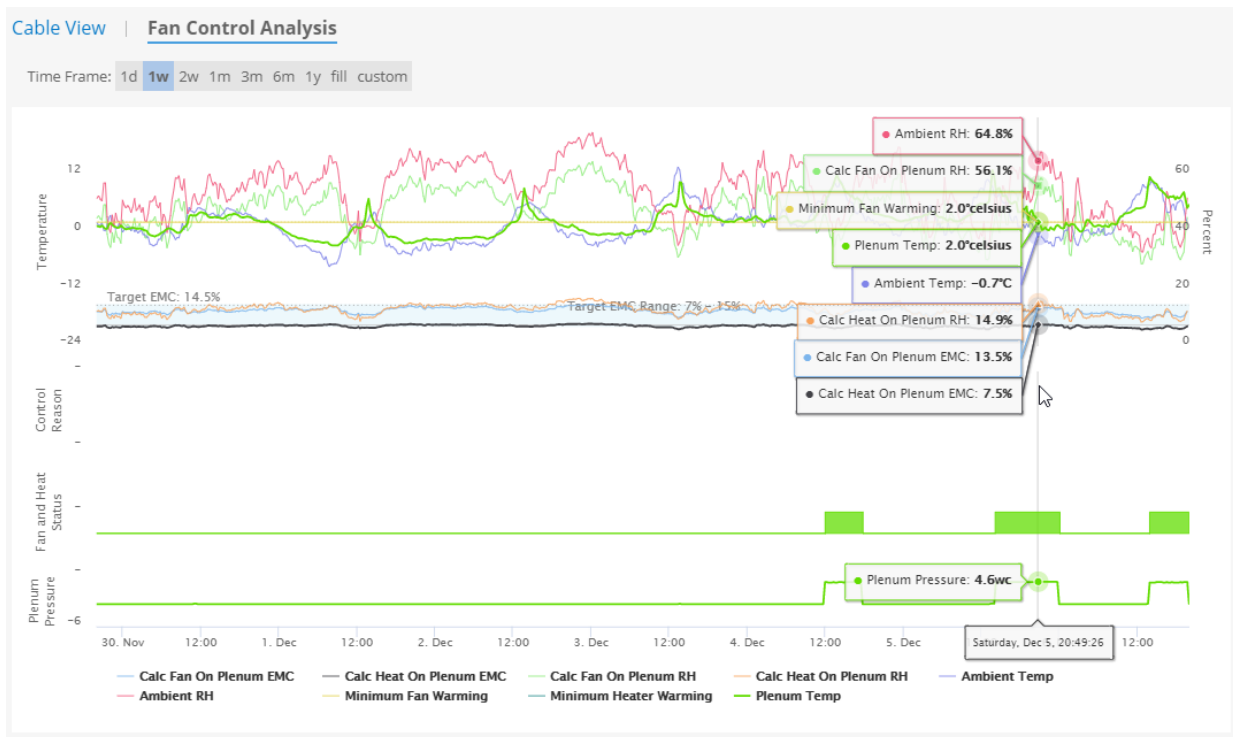 Cable View | Fan Control Analysis
Time Frame: 1d 1w 2w 1m 3m 6m 1y fill custom
Ambient RH: 64.8%
Calc Fan On Plenum RH: 56.1%
Minimum Fan Warming: 2.0°celsius
Plenum Temp: 2.0°celsius
Ambient Temp: −0.7°C
Calc Heat On Plenum RH: 14.9%
Calc Fan On Plenum EMC: 13.5%
Calc Heat On Plenum EMC: 7.5%
Temperature
12
0
−12
−24
Percent
60
40
20
0
Target EMC: 14.5%
Target EMC Range: 7% – 15%
Control
Reason
–
–
Fan and Heat
Status
–
Plenum
Pressure
–
−6
Plenum Pressure: 4.6wc
30. Nov 12:00 1. Dec 12:00 2. Dec 12:00 3. Dec 12:00 4. Dec 12:00 5. Dec 12:00
Saturday, Dec 5, 20:49:26
Calc Fan On Plenum EMC Calc Heat On Plenum EMC Calc Fan On Plenum RH Calc Heat On Plenum RH Ambient Temp
Ambient RH Minimum Fan Warming Minimum Heater Warming Plenum Temp